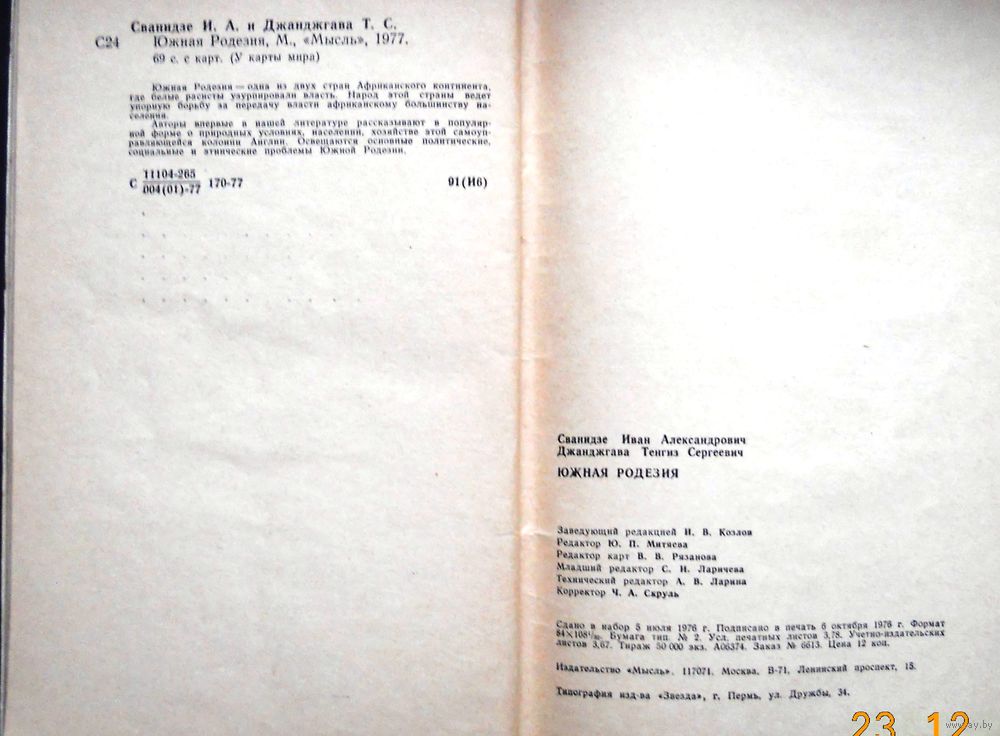 Сванидзе И. А. и Джанджгава Т. С.
С24 Южная Родезия, М., «Мысль», 1977.
69 с. с карт. (У карты мира)
Южная Родезия — одна из двух стран Африканского континента,
где белые расисты узурпировали власть. Народ этой страны ведет
упорную борьбу за передачу власти африканскому большинству на-
селения.
Авторы впервые в нашей литературе рассказывают в популяр-
ной форме о природных условиях, населении, хозяйстве этой самоуп-
равляющейся колонии Англии. Освещаются основные политические,
социальные и этнические проблемы Южной Родезии.
11104-265
С 170-77 91(И6)
004(01)-77
Сванидзе Иван Александрович
Джанджгава Тенгиз Сергеевич
ЮЖНАЯ РОДЕЗИЯ
Заведующий редакцией И. В. Козлов
Редактор Ю. П. Митяева
Редактор карт В. В. Рязанова
Младший редактор С. И. Ларичева
Технический редактор Л. В. Ларина
Корректор Ч. А. Скруль
Сдано в набор 5 июля 1976 г. Подписано в печать 6 октября 1976 г. Формат
84×108¹/₃₂. Бумага тип. № 2. Усл. печатных листов 3,78. Учетно-издательских
листов 3,67. Тираж 50 000 экз. А06374. Заказ № 6613. Цена 12 коп.
Издательство «Мысль». 117071. Москва, В-71, Ленинский проспект, 15.
Типография изд-ва «Звезда», г. Пермь, ул. Дружбы, 34.
23 12
www.ay.by